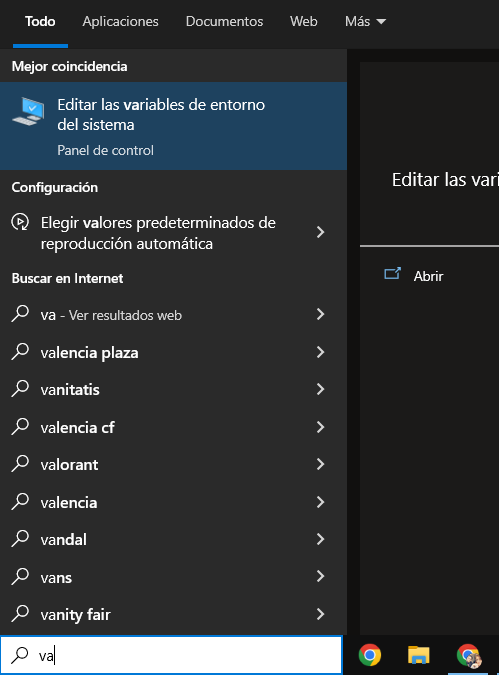 Todo Aplicaciones Documentos Web Más
Mejor coincidencia
Editar las variables de entorno
del sistema
Panel de control
Configuración
Elegir valores predeterminados de
reproducción automática
Buscar en Internet
va - Ver resultados web
valencia plaza
vanitatis
valencia cf
valorant
valencia
vandal
vans
vanity fair
va
Editar las vari
Abrir